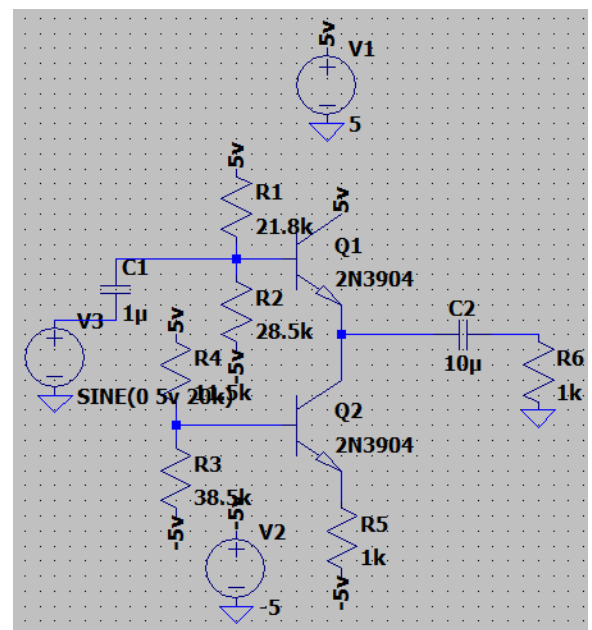 5v
V1
5
5v
R1
21.8k
5v
Q1
2N3904
C1
1µ
V3
SINE(0 5v 20k)
5v
R2
28.5k
-5v
R4
11.5k
C2
10µ
R6
1k
Q2
2N3904
R3
38.5k
-5v
-5v
V2
-5
R5
1k
-5v